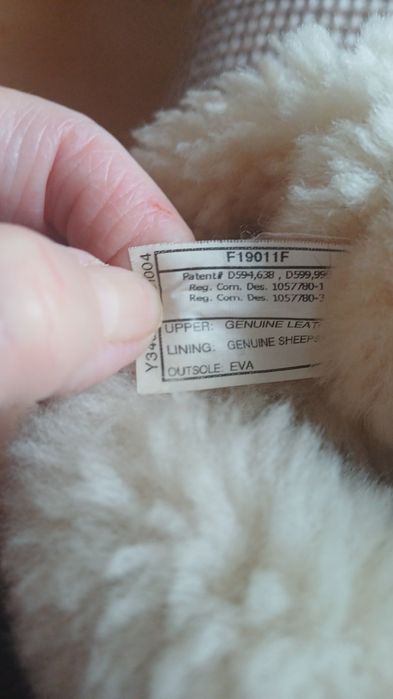 F19011F
Patent# D594,638, D599,99
Reg. Com. Des. 1057780-1
Reg. Com. Des. 1057780-3
UPPER: GENUINE LEAT
LINING: GENUINE SHEEPS
OUTSOLE EVA